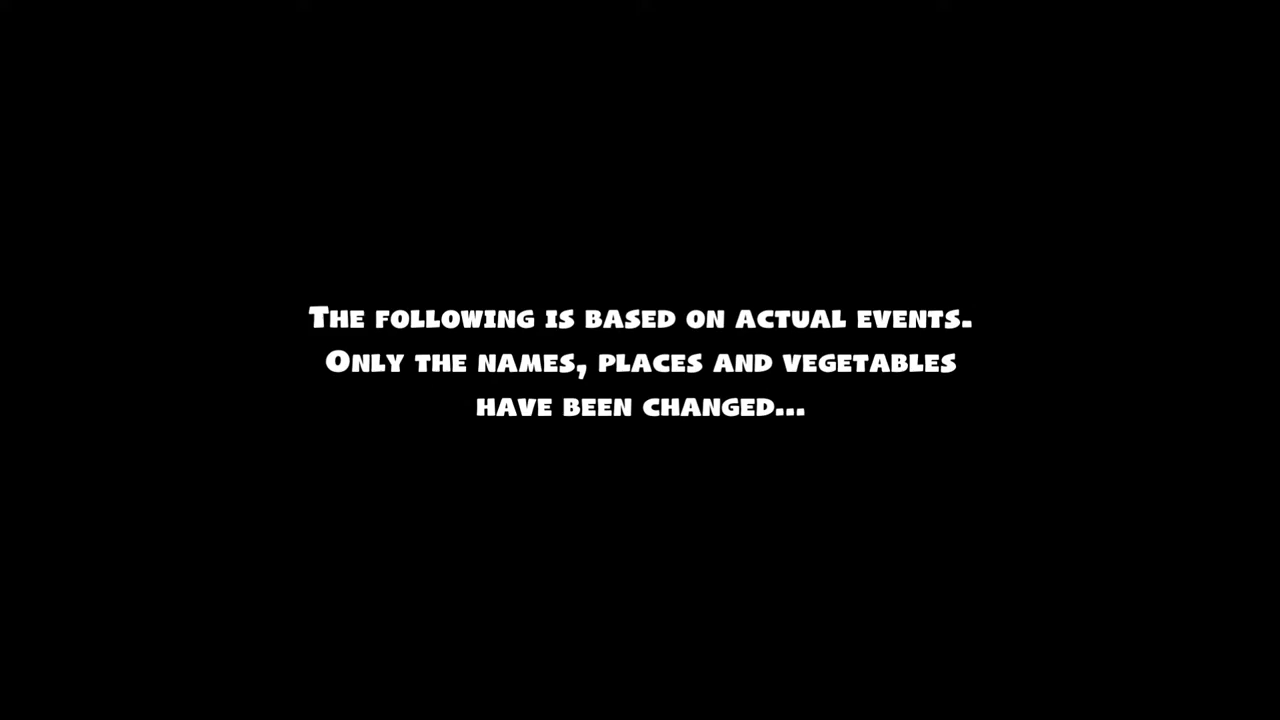 The following is based on actual events.
Only the names, places and vegetables
have been changed...